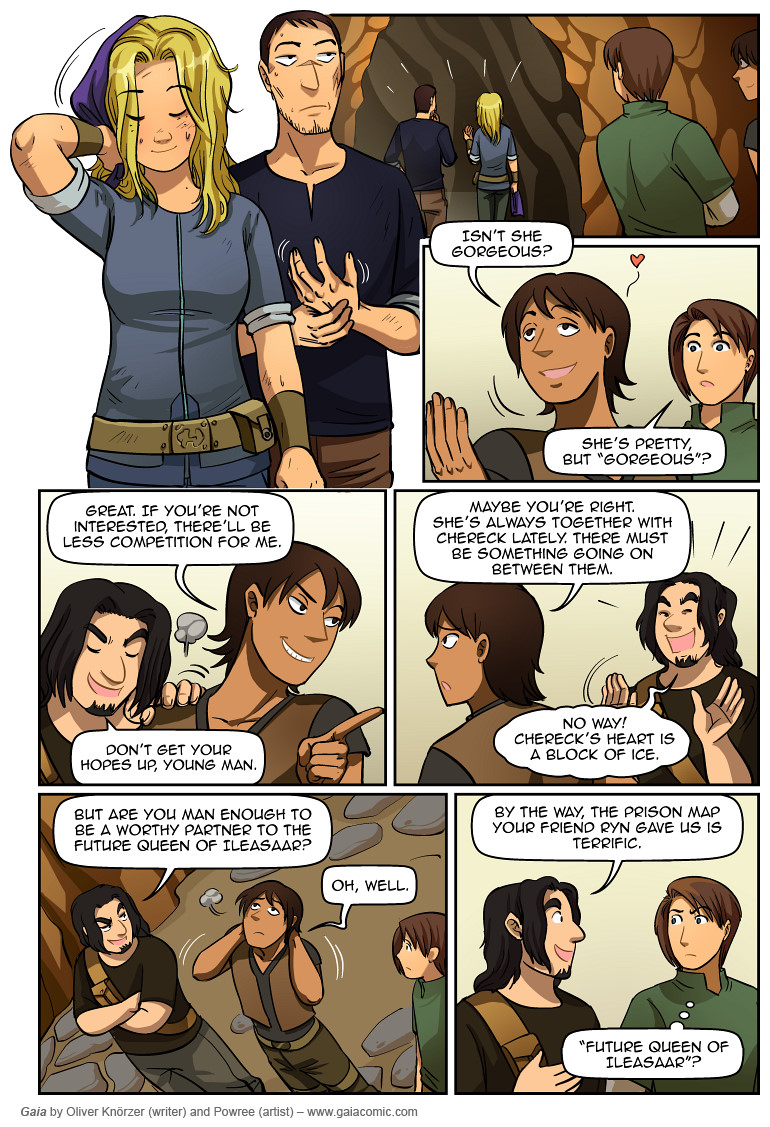 ISN'T SHE
GORGEOUS?
SHE'S PRETTY,
BUT "GORGEOUS"?
GREAT. IF YOU'RE NOT
INTERESTED, THERE'LL BE
LESS COMPETITION FOR ME.
DON'T GET YOUR
HOPES UP, YOUNG MAN.
MAYBE YOU'RE RIGHT.
SHE'S ALWAYS TOGETHER WITH
CHERECK LATELY. THERE MUST
BE SOMETHING GOING ON
BETWEEN THEM.
NO WAY!
CHERECK'S HEART IS
A BLOCK OF ICE.
BUT ARE YOU MAN ENOUGH TO
BE A WORTHY PARTNER TO THE
FUTURE QUEEN OF ILEASAAR?
OH, WELL.
BY THE WAY, THE PRISON MAP
YOUR FRIEND RYN GAVE US IS
TERRIFIC.
"FUTURE QUEEN OF
ILEASAAR"?
Gaia by Oliver Knörzer (writer) and Powree (artist) – www.gaiacomic.com